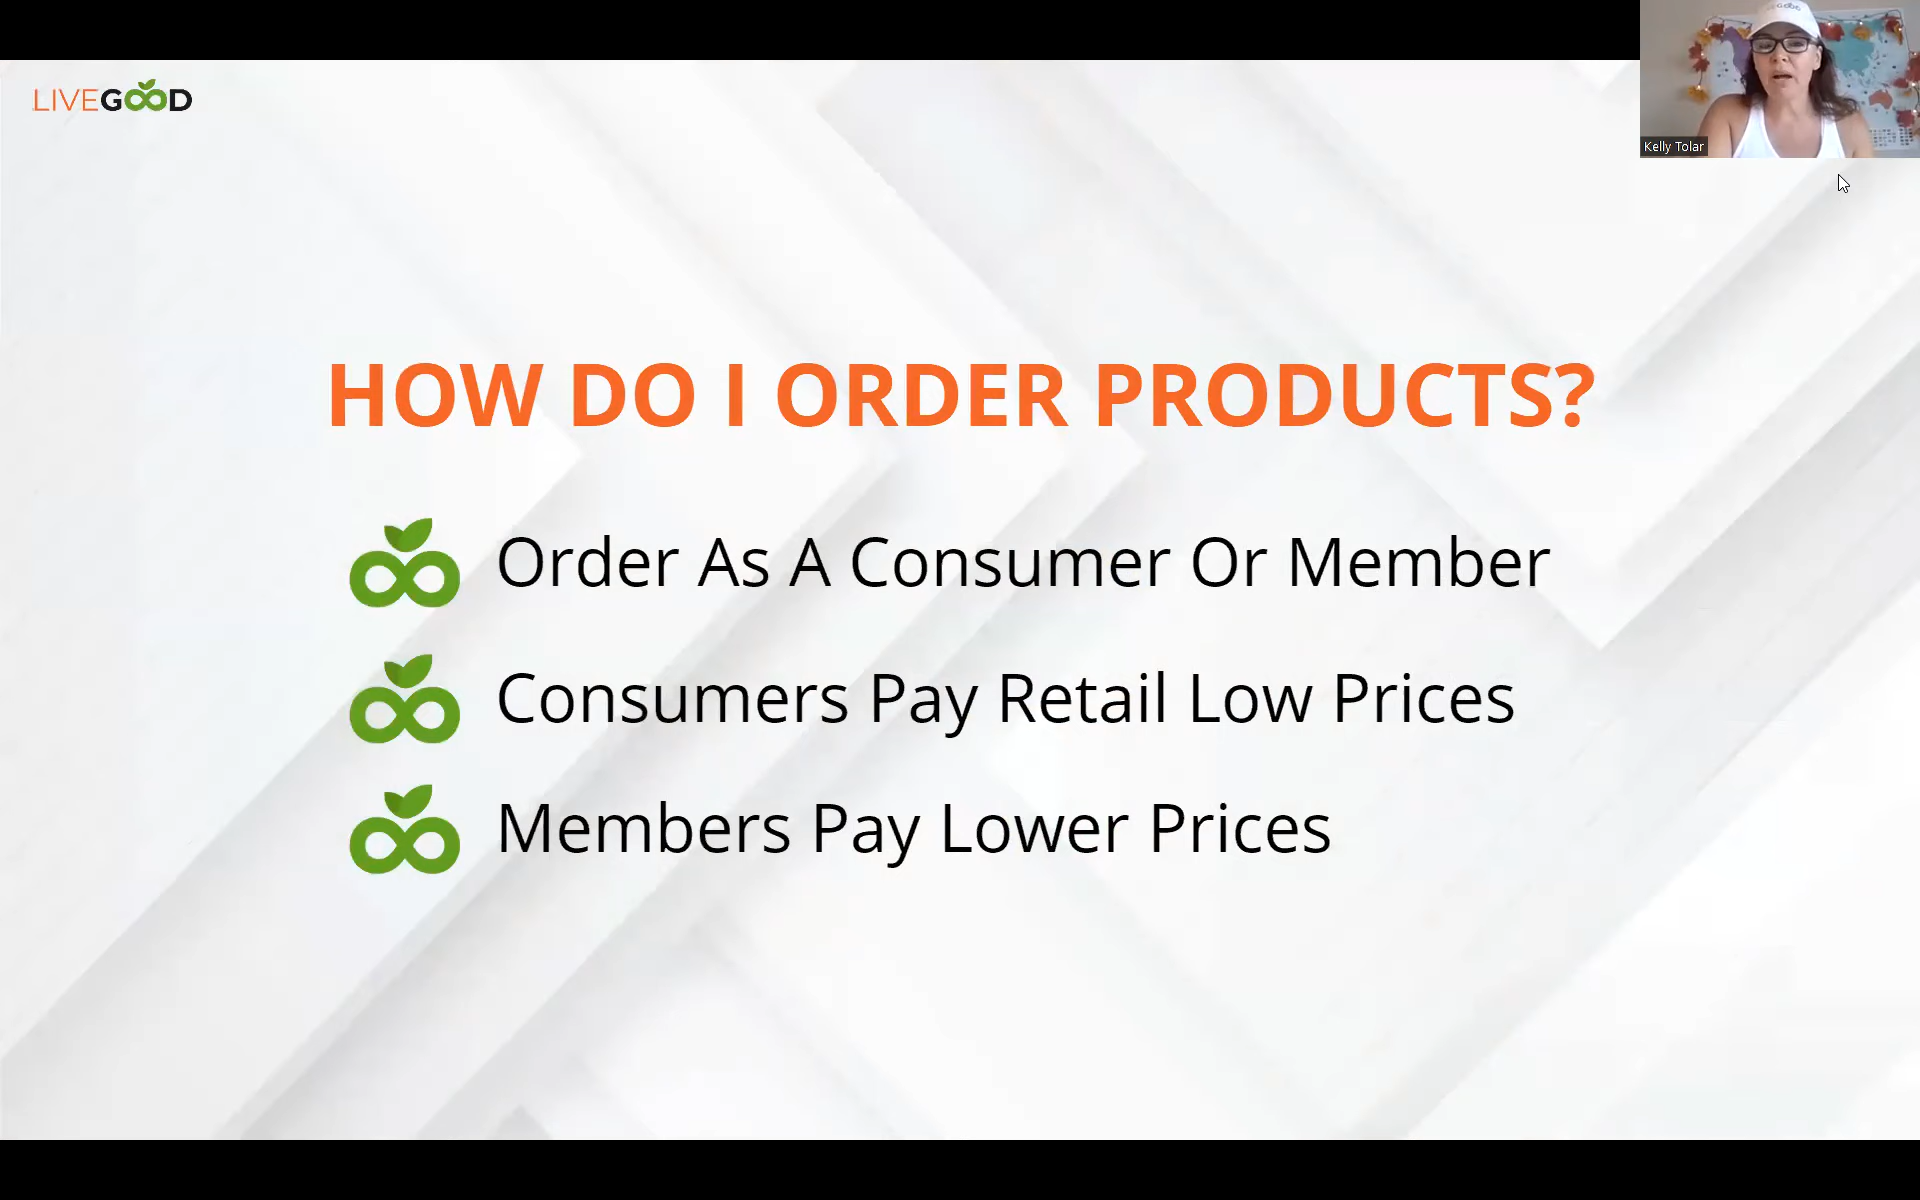 LIVEGOOD
Kelly Tolar
HOW DO I ORDER PRODUCTS?
Order As A Consumer Or Member
Consumers Pay Retail Low Prices
Members Pay Lower Prices